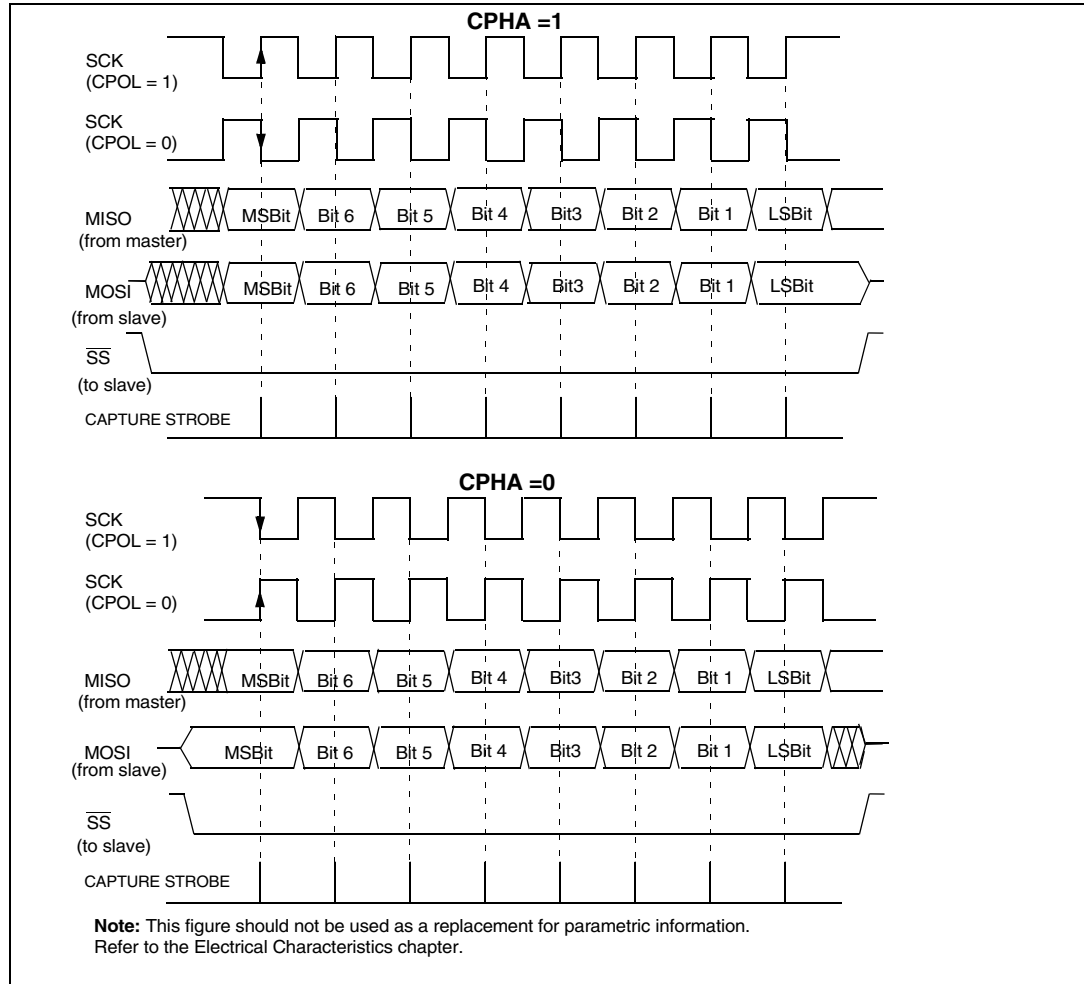 CPHA =1
SCK
(CPOL = 1)
SCK
(CPOL = 0)
MISO
(from master)
MSBit Bit 6 Bit 5 Bit 4 Bit3 Bit 2 Bit 1 LSBit
MOSI
(from slave)
MSBit Bit 6 Bit 5 Bit 4 Bit3 Bit 2 Bit 1 LSBit
SS
(to slave)
CAPTURE STROBE
CPHA =0
SCK
(CPOL = 1)
SCK
(CPOL = 0)
MISO
(from master)
MSBit Bit 6 Bit 5 Bit 4 Bit3 Bit 2 Bit 1 LSBit
MOSI
(from slave)
MSBit Bit 6 Bit 5 Bit 4 Bit3 Bit 2 Bit 1 LSBit
SS
(to slave)
CAPTURE STROBE
Note: This figure should not be used as a replacement for parametric information.
Refer to the Electrical Characteristics chapter.